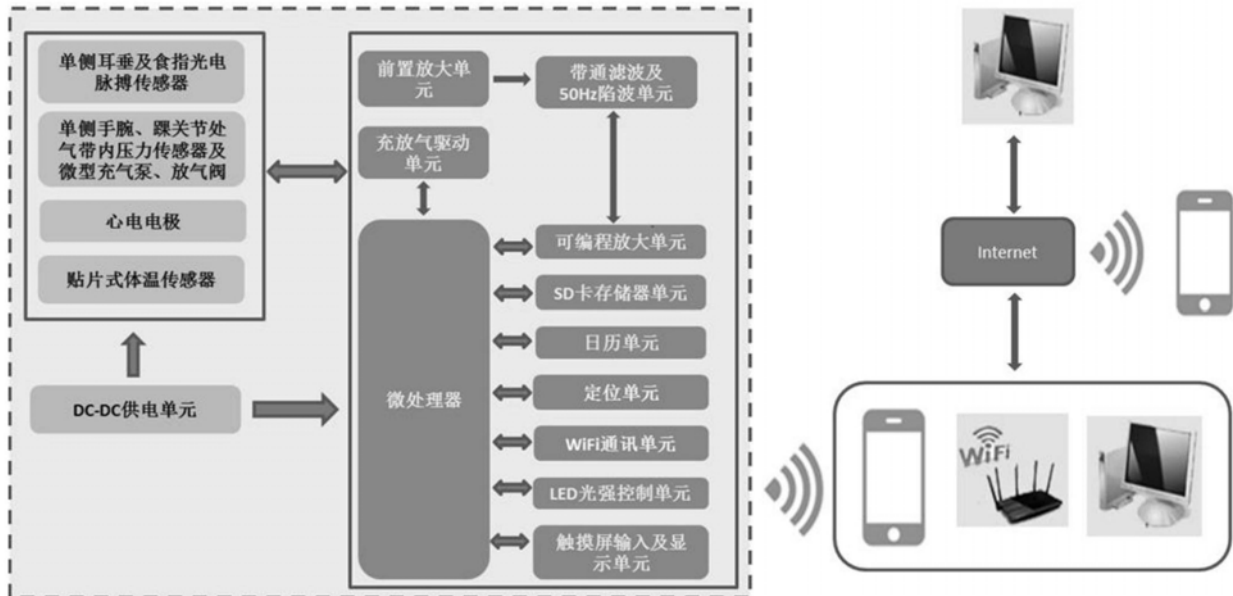 单侧耳垂及食指光电
脉搏传感器
单侧手腕、踝关节处
气带内压力传感器及
微型充气泵、放气阀
心电电极
贴片式体温传感器
DC-DC供电单元
前置放大单
元
带通滤波及
50Hz陷波单元
充放气驱动
单元
微处理器
可编程放大单元
SD卡存储器单元
日历单元
定位单元
WiFi通讯单元
LED光强控制单元
触摸屏输入及显
示单元
Internet
WiFi